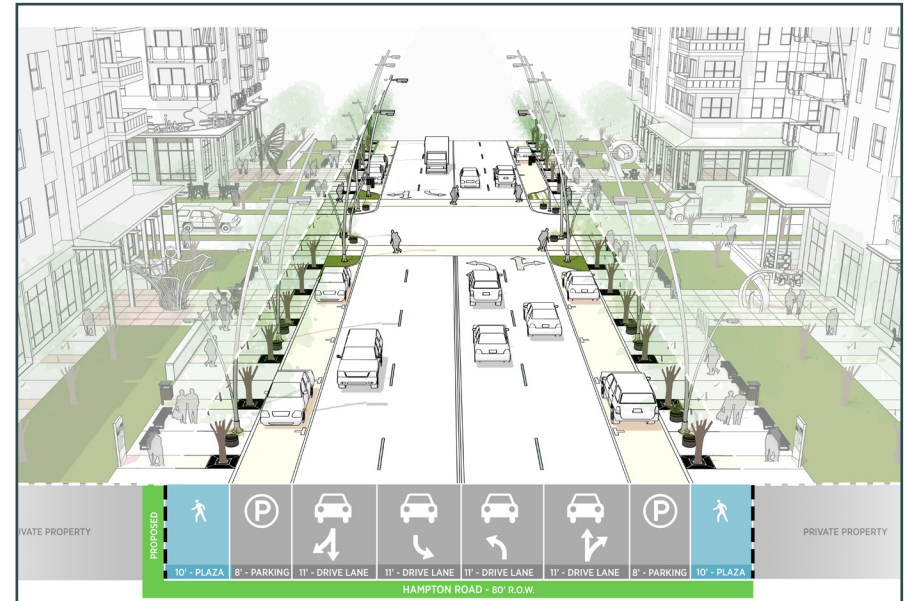 PRIVATE PROPERTY
PROPOSED
P
P
PRIVATE PROPERTY
10' - PLAZA
8' - PARKING
11' - DRIVE LANE
11' - DRIVE LANE
11' - DRIVE LANE
11' - DRIVE LANE
8' - PARKING
10' - PLAZA
HAMPTON ROAD - 80' R.O.W.